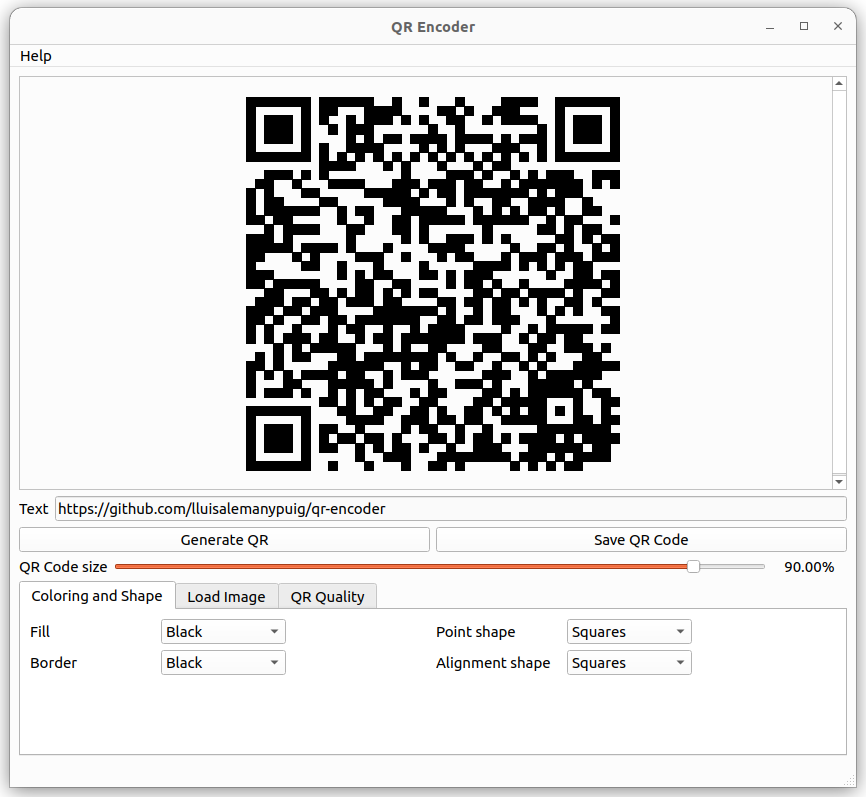 QR Encoder
Help
Text https://github.com/lluisalemanypuig/qr-encoder
Generate QR Save QR Code
QR Code size 90.00%
Coloring and Shape Load Image QR Quality
Fill Black Point shape Squares
Border Black Alignment shape Squares